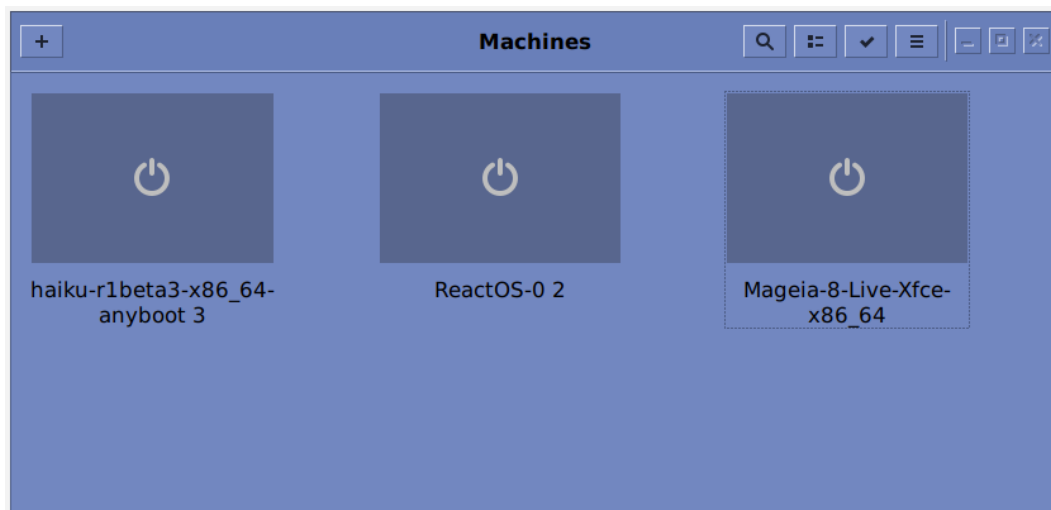 Machines
haiku-r1beta3-x86_64-
anyboot 3
ReactOS-0 2
Mageia-8-Live-Xfce-
x86_64